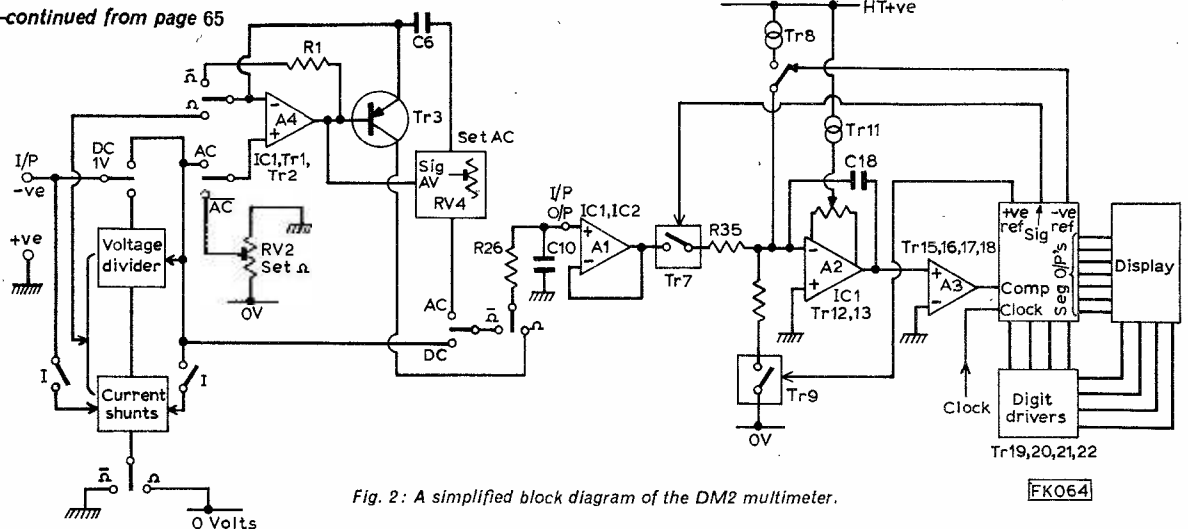 —continued from page 65
HT+ve
Tr8
C6
R1
Ω̅
Ω
A4
−
+
Tr3
Tr11
Set AC
DC
1V
AC
IC1,Tr1,
Tr2
I/P
-ve
Sig
AV
RV4
C18
I/P
O/P
IC1,IC2
+ve
ref
Sig
-ve
ref
A̅C̅
+ve
Voltage
divider
RV2
Set Ω
0V
R26
C10
+
A1
−
R35
Tr7
−
A2
+
IC1
Tr12,13
Tr15,16,17,18
+
A3
−
Comp
Clock
Seg O/P's
Display
AC
Ω̅
Ω
DC
I
I
Current
shunts
Tr9
0V
Clock
Digit
drivers
Tr19,20,21,22
Ω̅
Ω
0 Volts
Fig. 2: A simplified block diagram of the DM2 multimeter.
FK064